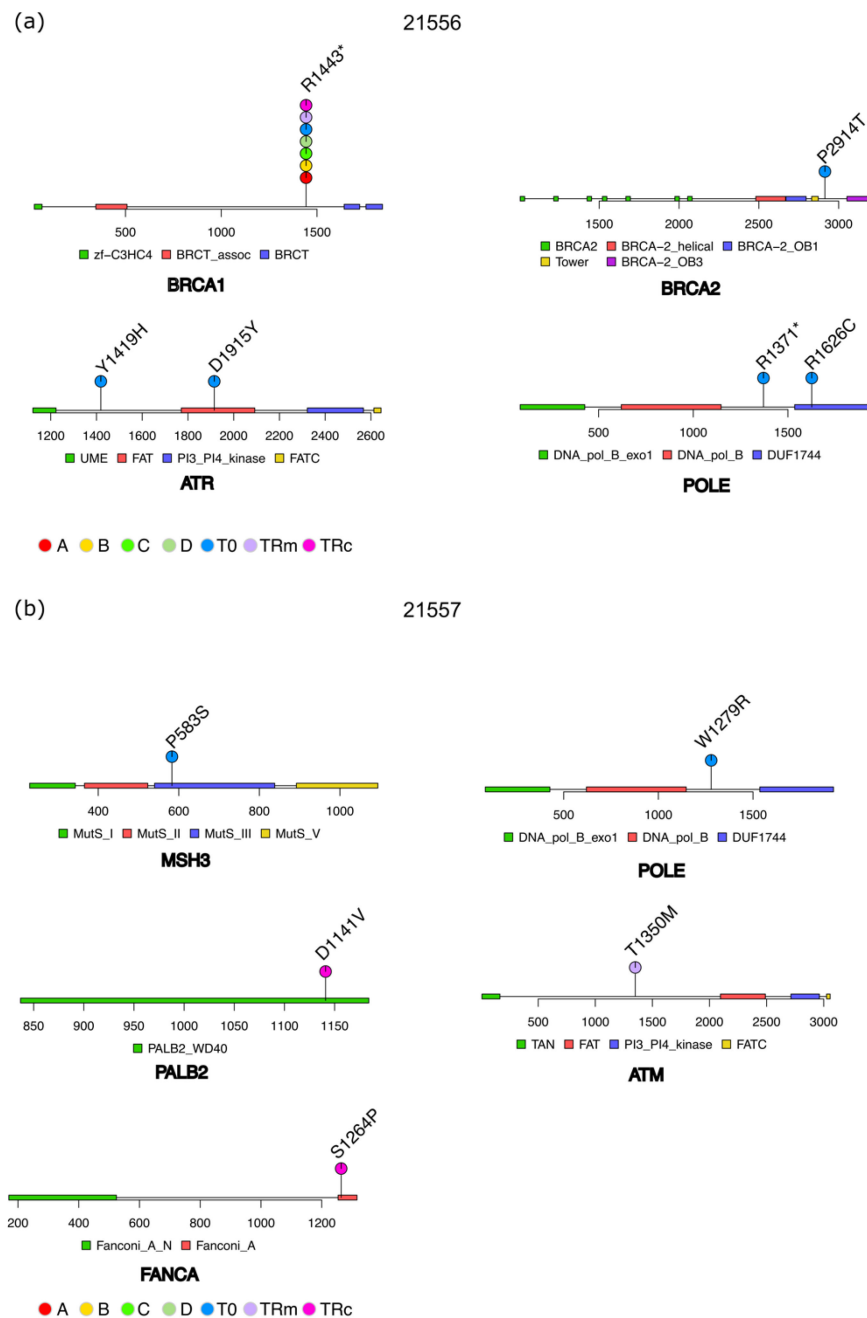 (a)
21556
R1443*
500 1000 1500
zf-C3HC4 BRCT_assoc BRCT
BRCA1
P2914T
1500 2000 2500 3000
BRCA2 BRCA-2_helical BRCA-2_OB1
Tower BRCA-2_OB3
BRCA2
Y1419H D1915Y
1200 1400 1600 1800 2000 2200 2400 2600
UME FAT PI3_PI4_kinase FATC
ATR
R1371* R1626C
500 1000 1500
DNA_pol_B_exo1 DNA_pol_B DUF1744
POLE
A B C D T0 TRm TRc
(b)
21557
P583S
400 600 800 1000
MutS_I MutS_II MutS_III MutS_V
MSH3
W1279R
500 1000 1500
DNA_pol_B_exo1 DNA_pol_B DUF1744
POLE
D1141V
850 900 950 1000 1050 1100 1150
PALB2_WD40
PALB2
T1350M
500 1000 1500 2000 2500 3000
TAN FAT PI3_PI4_kinase FATC
ATM
S1264P
200 400 600 800 1000 1200
Fanconi_A_N Fanconi_A
FANCA
A B C D T0 TRm TRc